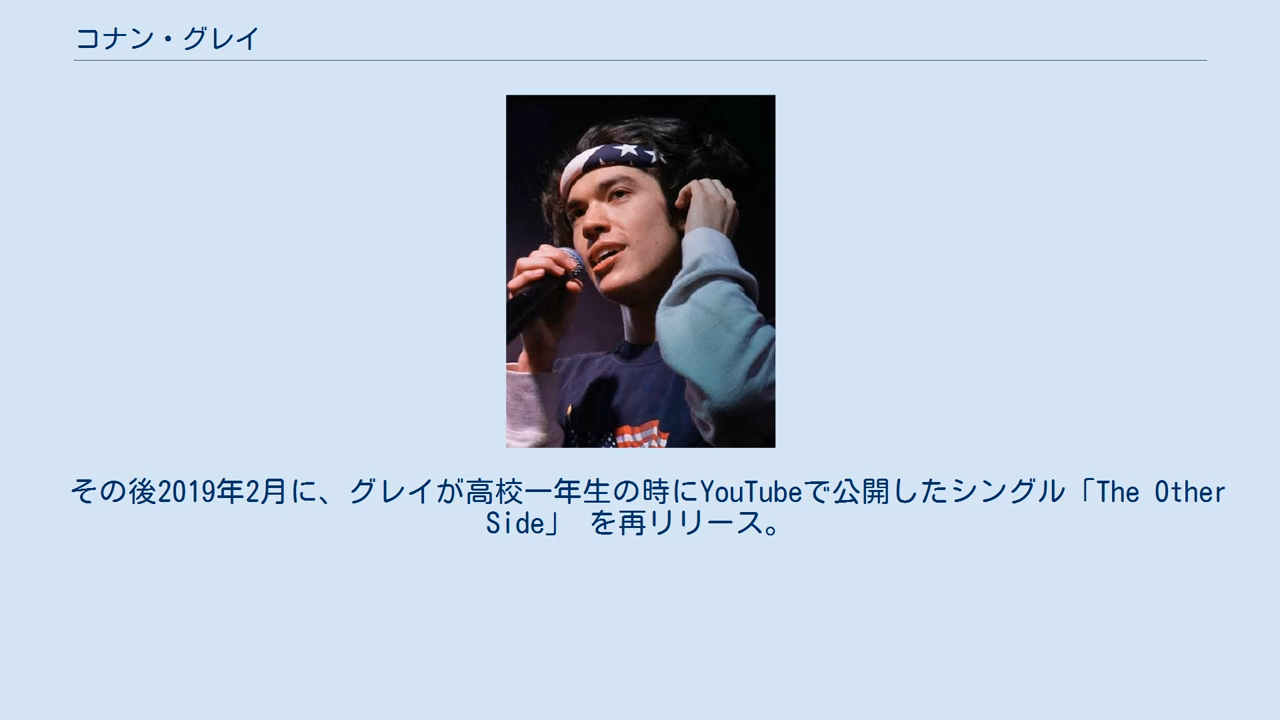 コナン・グレイ
その後2019年2月に、グレイが高校一年生の時にYouTubeで公開したシングル「The Other
Side」 を再リリース。